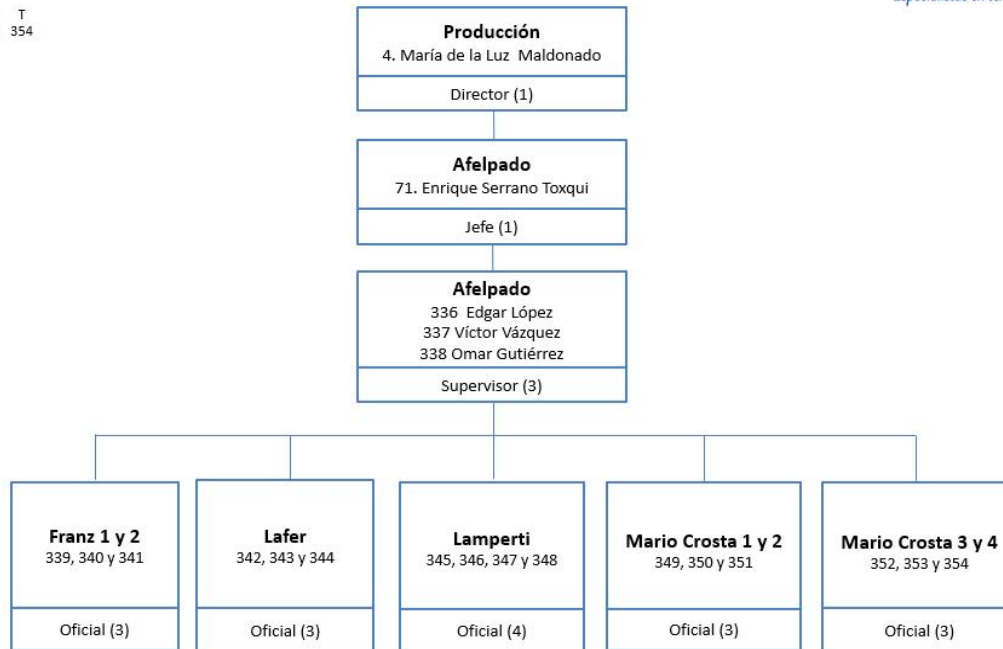 T
354
Producción
4. María de la Luz Maldonado
Director (1)
Afelpado
71. Enrique Serrano Toxqui
Jefe (1)
Afelpado
336 Edgar López
337 Víctor Vázquez
338 Omar Gutiérrez
Supervisor (3)
Franz 1 y 2
339, 340 y 341
Oficial (3)
Lafer
342, 343 y 344
Oficial (3)
Lamperti
345, 346, 347 y 348
Oficial (4)
Mario Crosta 1 y 2
349, 350 y 351
Oficial (3)
Mario Crosta 3 y 4
352, 353 y 354
Oficial (3)